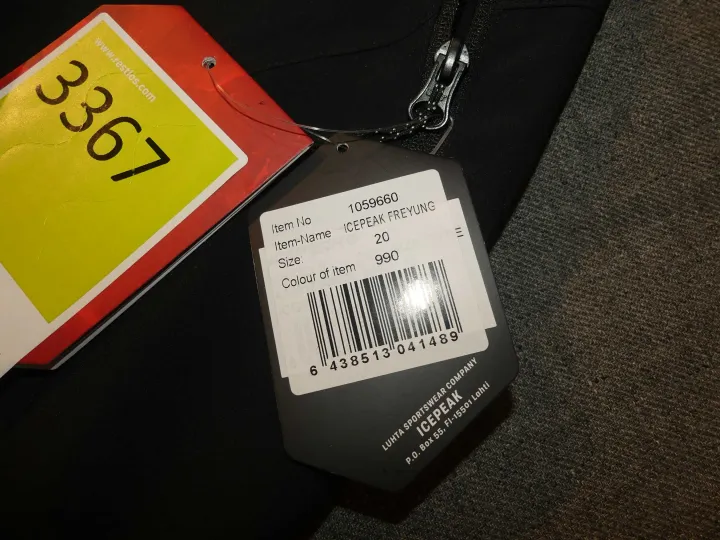 3367
Item No 1059660
Item-Name ICEPEAK FREYUNG
Size: 20
Colour of item 990
6 438513 041489
LUHTA SPORTSWEAR COMPANY
ICEPEAK
P.O. Box 55, FI-15501 Lahti